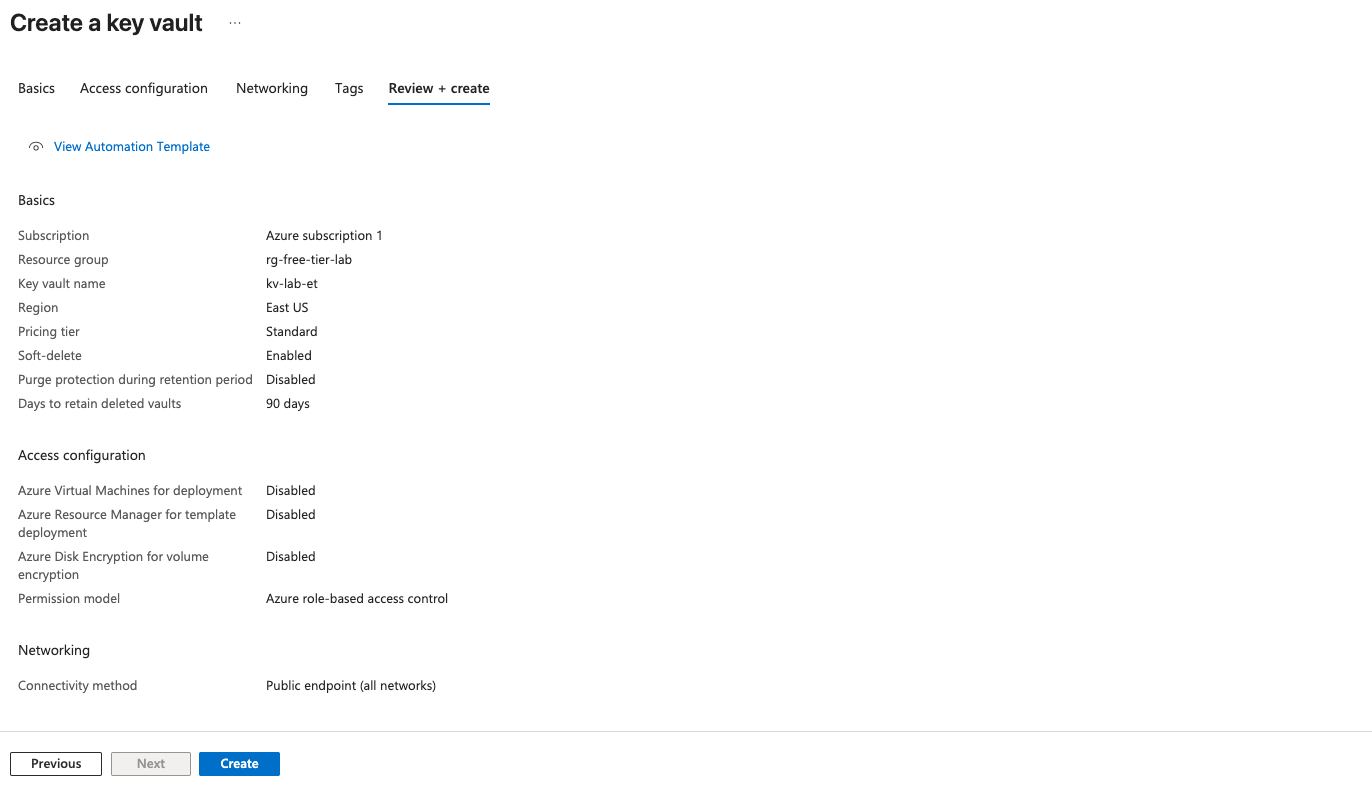 Create a key vault ...
Basics Access configuration Networking Tags Review + create
View Automation Template
Basics
Subscription Azure subscription 1
Resource group rg-free-tier-lab
Key vault name kv-lab-et
Region East US
Pricing tier Standard
Soft-delete Enabled
Purge protection during retention period Disabled
Days to retain deleted vaults 90 days
Access configuration
Azure Virtual Machines for deployment Disabled
Azure Resource Manager for template Disabled
deployment
Azure Disk Encryption for volume Disabled
encryption
Permission model Azure role-based access control
Networking
Connectivity method Public endpoint (all networks)
Previous Next Create